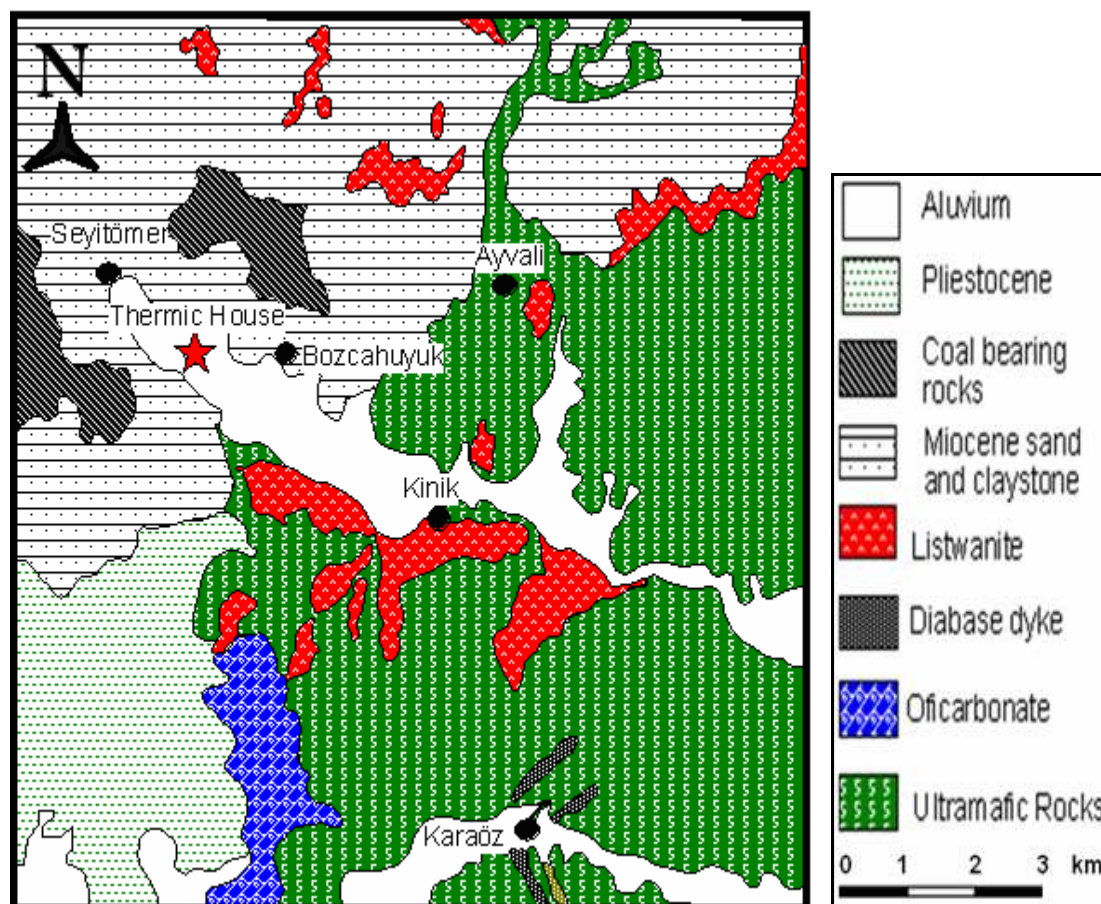 N
Seyitömer
Ayvali
Thermic House
Bozcahuyuk
Kinik
Karaöz
Aluvium
Pliestocene
Coal bearing
rocks
Miocene sand
and claystone
Listwanite
Diabase dyke
Oficarbonate
Ultramafic Rocks
0 1 2 3 km